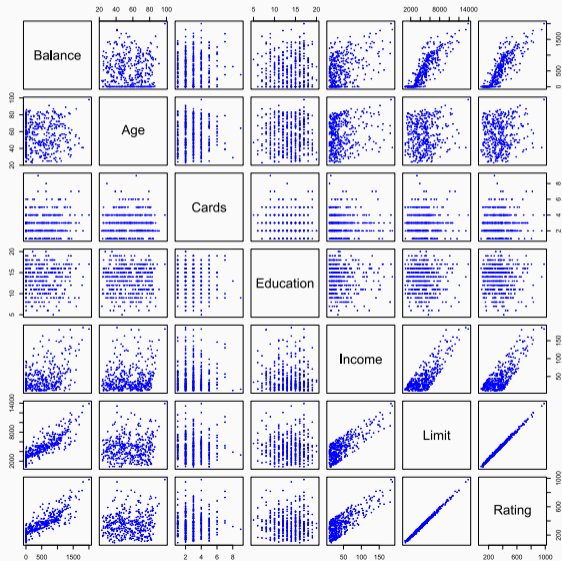 20 40 60 80 100
5 10 15 20
2000 8000 14000
Balance
0 500 1500
20 40 60 80 100
Age
Cards
2 4 6 8
5 10 15 20
Education
Income
50 100 150
2000 8000 14000
Limit
Rating
200 600 1000
0 500 1500
2 4 6 8
50 100 150
200 600 1000